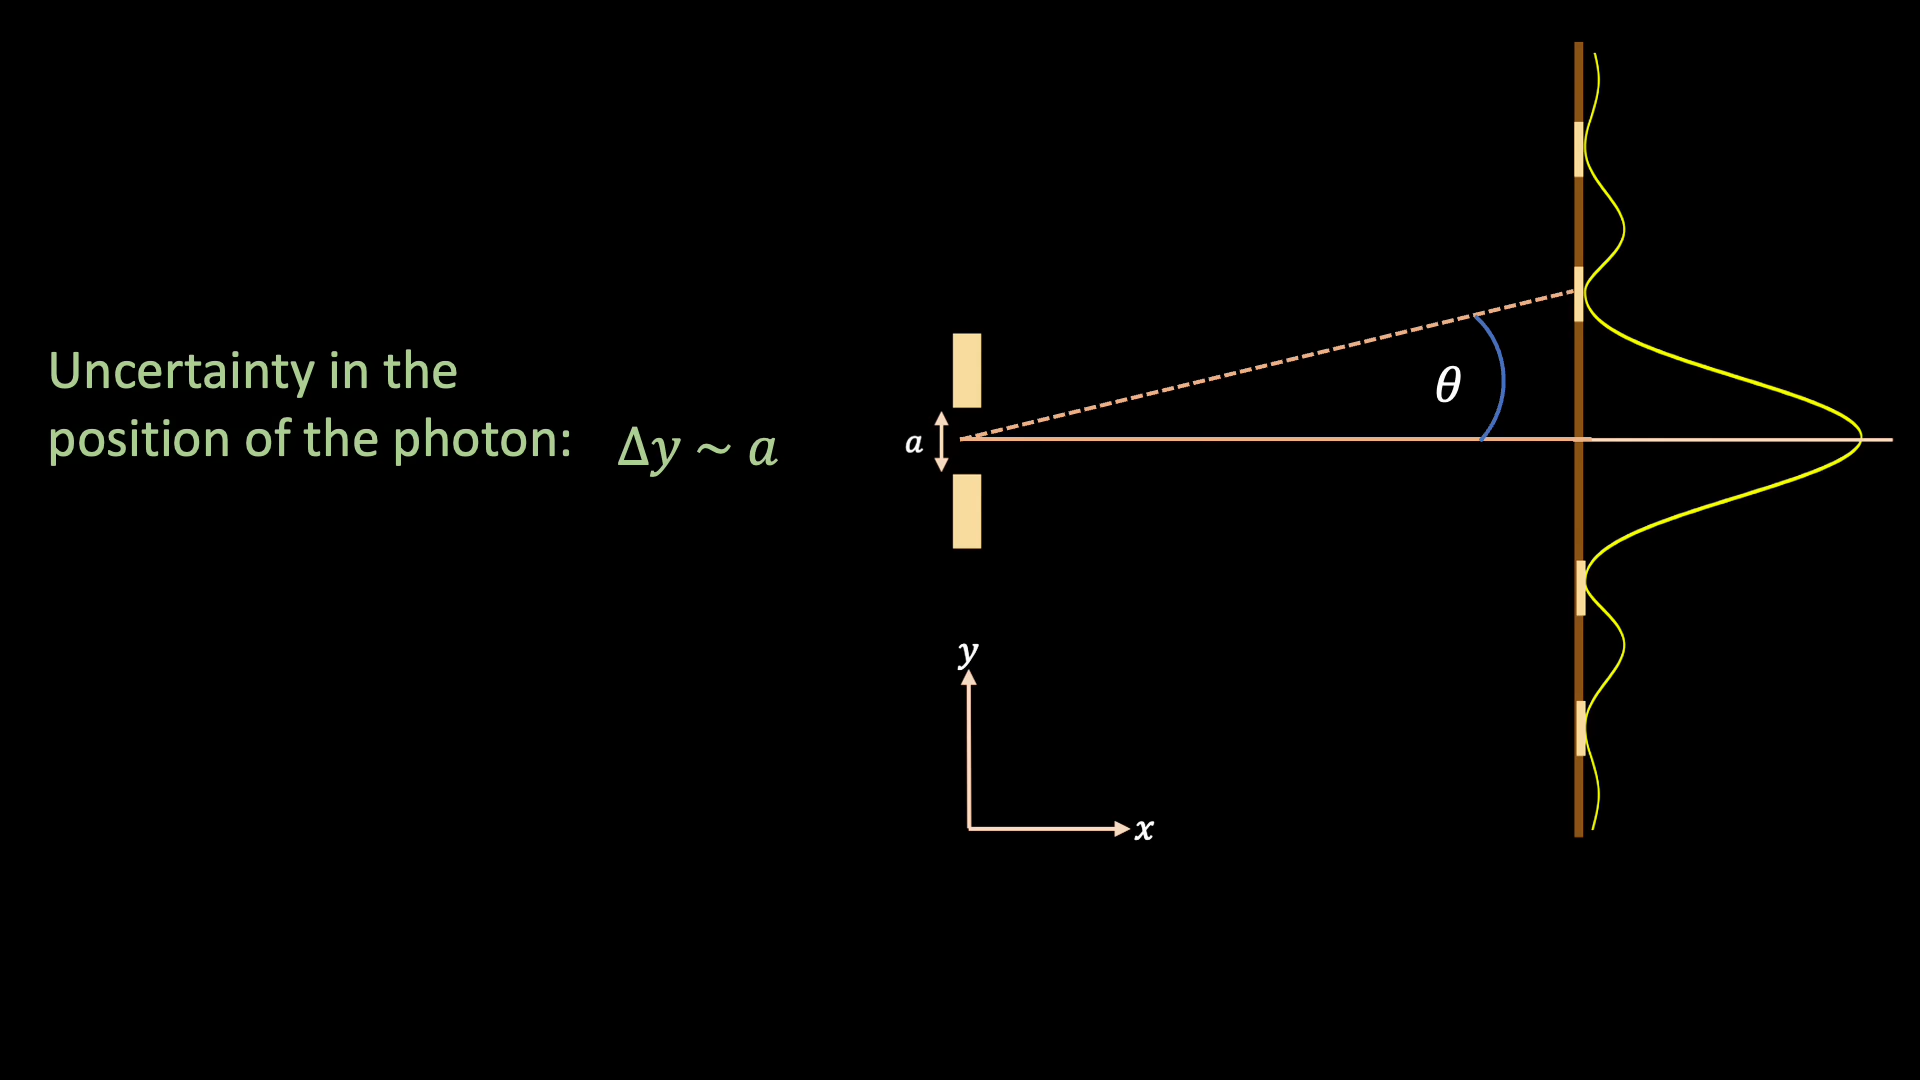 Uncertainty in the
position of the photon: Δy ~ a
a
θ
y
x